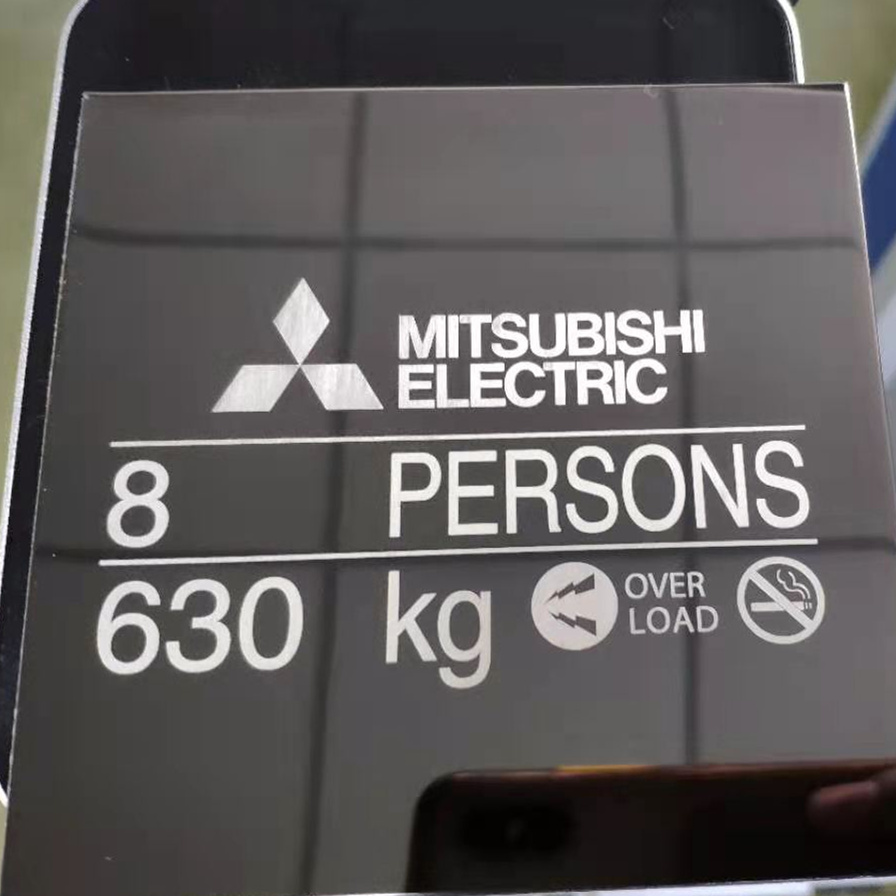 MITSUBISHI
ELECTRIC
8 PERSONS
630 kg OVER
LOAD